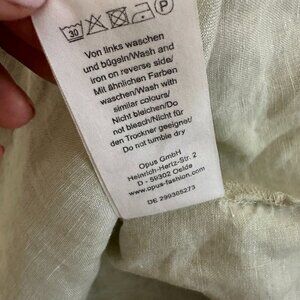 30 P
Von links waschen
und bügeln/Wash and
iron on reverse side/
Mit ähnlichen Farben
waschen/Wash with
similar colours/
Nicht bleichen/Do
not bleach/Nicht für
den Trockner geeignet/
Do not tumble dry
Opus GmbH
Heinrich-Hertz-Str. 2
D - 59302 Oelde
www.opus-fashion.com
DE 299305273